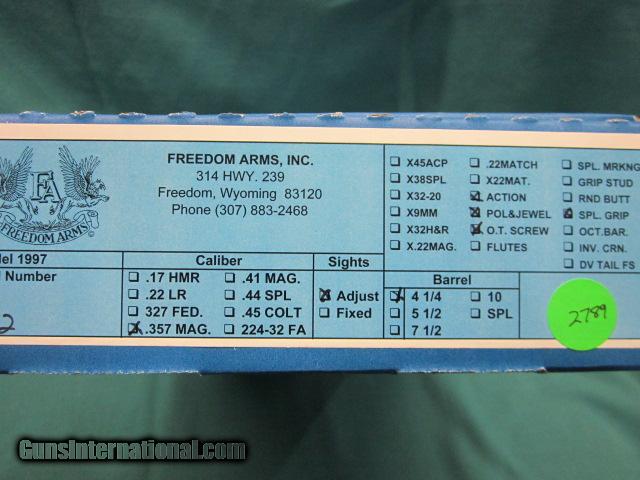 FREEDOM ARMS, INC.
314 HWY. 239
Freedom, Wyoming 83120
Phone (307) 883-2468
FA
FREEDOM ARMS
X45ACP .22MATCH SPL. MRKNG
X38SPL X22MAT. GRIP STUD
X32-20 ACTION RND BUTT
X9MM POL&JEWEL SPL. GRIP
X32H&R O.T. SCREW OCT.BAR.
X.22MAG. FLUTES INV. CRN.
DV TAIL FS
del 1997 Caliber Sights
l Number
.17 HMR .41 MAG.
.22 LR .44 SPL Adjust
327 FED. .45 COLT Fixed
.357 MAG. 224-32 FA
2
Barrel
4 1/4 10
5 1/2 SPL
7 1/2
2789
GunsInternational.com